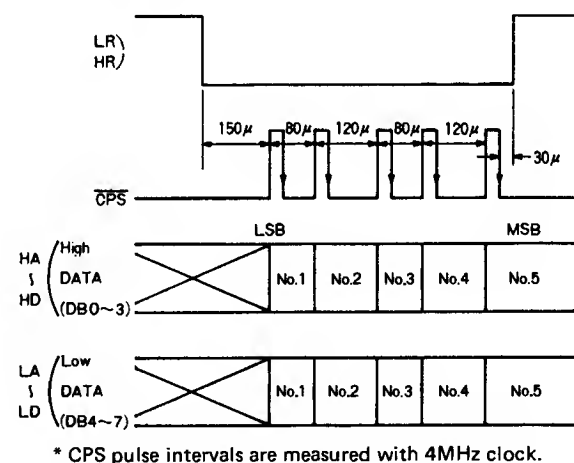 LR
HR
150μ
80μ
120μ
80μ
120μ
30μ
CPS
LSB
MSB
HA
∫
HD
High
DATA
(DB0~3)
No.1
No.2
No.3
No.4
No.5
LA
∫
LD
Low
DATA
(DB4~7)
No.1
No.2
No.3
No.4
No.5
* CPS pulse intervals are measured with 4MHz clock.